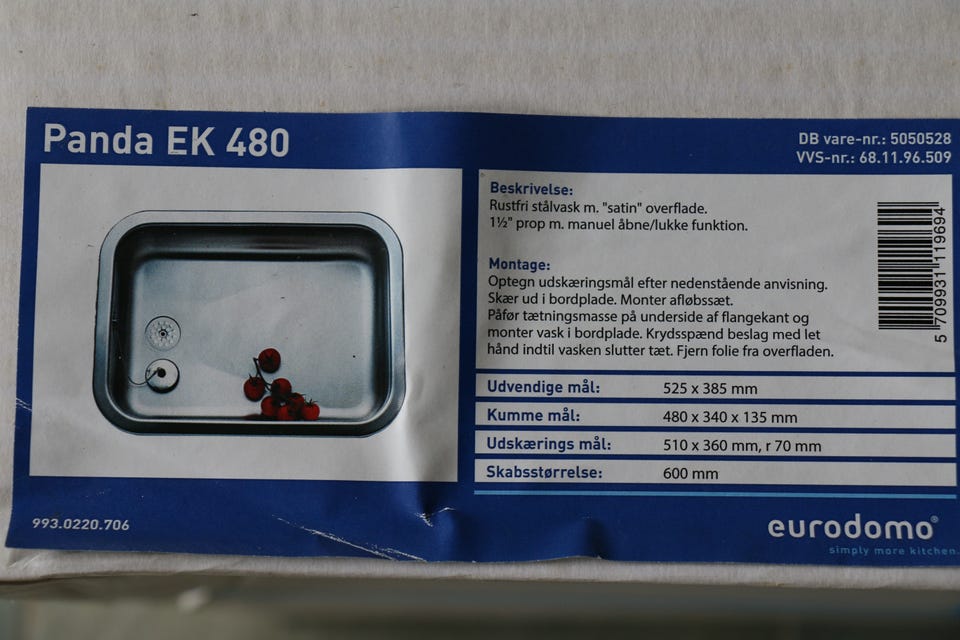 Panda EK 480
DB vare-nr.: 5050528
VVS-nr.: 68.11.96.509
Beskrivelse:
Rustfri stålvask m. "satin" overflade.
1½" prop m. manuel åbne/lukke funktion.
Montage:
Optegn udskæringsmål efter nedenstående anvisning.
Skær ud i bordplade. Monter afløbssæt.
Påfør tætningsmasse på underside af flangekant og
monter vask i bordplade. Krydsspænd beslag med let
hånd indtil vasken slutter tæt. Fjern folie fra overfladen.
5 709931 119694
Udvendige mål: 525 x 385 mm
Kumme mål: 480 x 340 x 135 mm
Udskærings mål: 510 x 360 mm, r 70 mm
Skabsstørrelse: 600 mm
993.0220.706
eurodomo®
simply more kitchen.